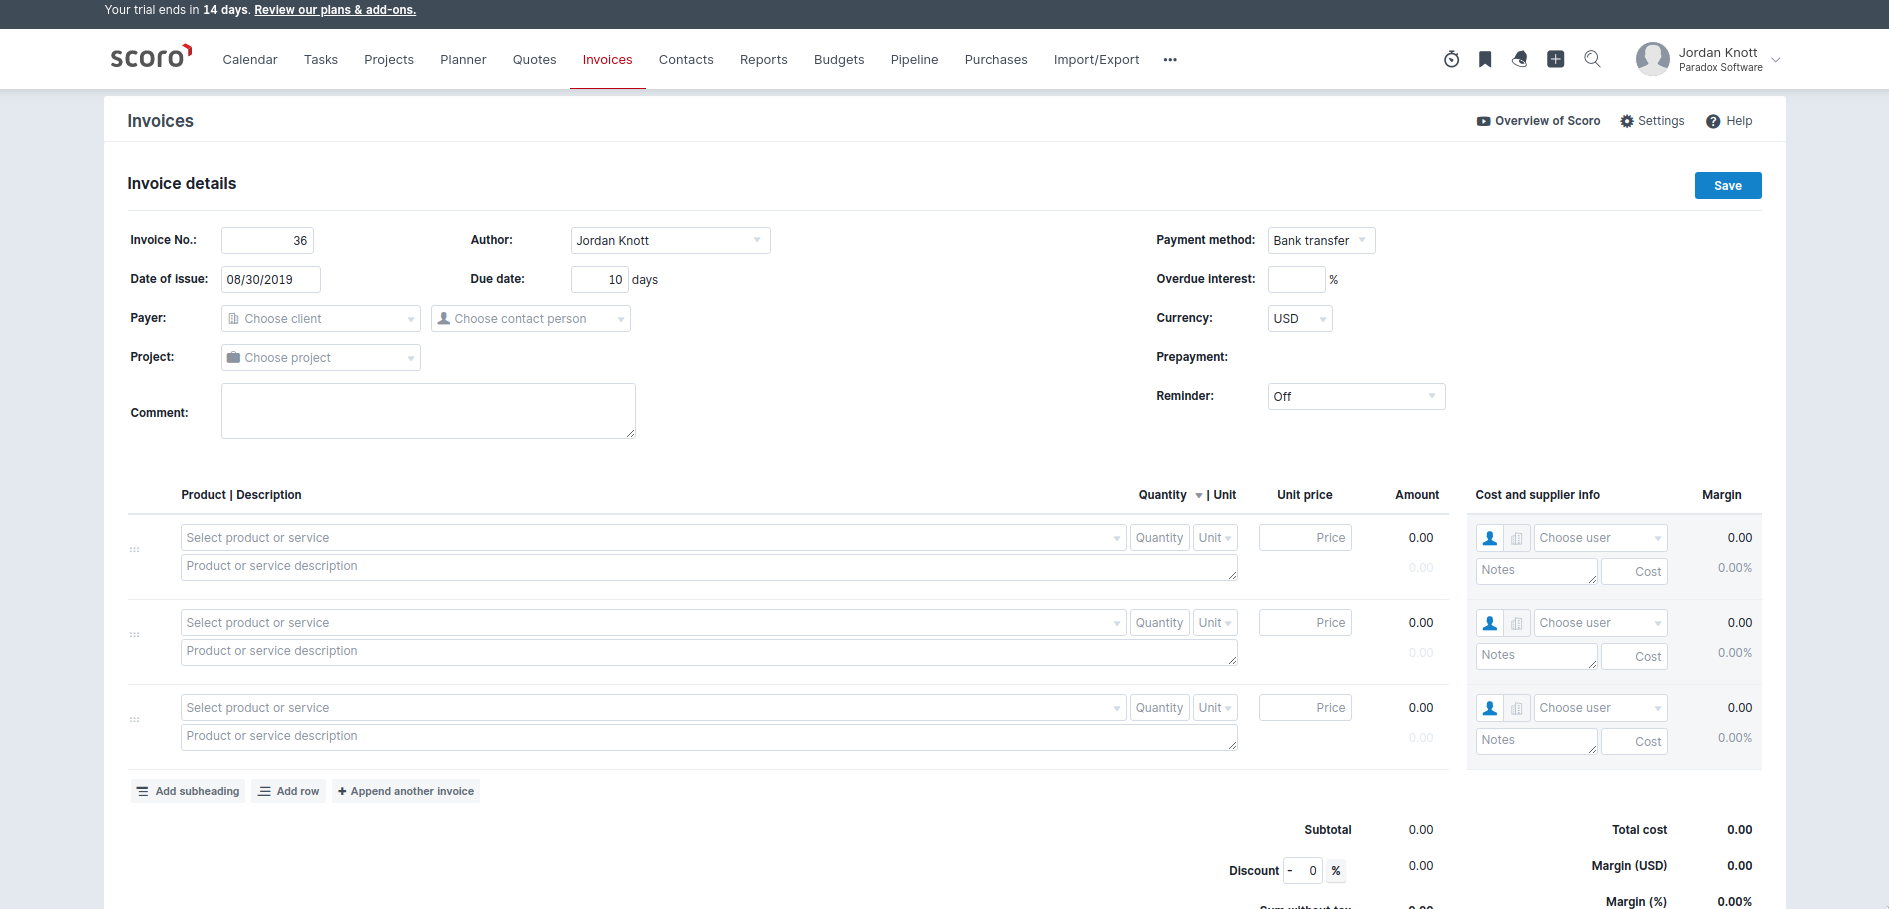 Your trial ends in 14 days. Review our plans & add-ons.
scoro Calendar Tasks Projects Planner Quotes Invoices Contacts Reports Budgets Pipeline Purchases Import/Export Jordan Knott
Paradox Software
Invoices Overview of Scoro Settings Help
Invoice details Save
Invoice No.: 36 Author: Jordan Knott Payment method: Bank transfer
Date of issue: 08/30/2019 Due date: 10 days Overdue interest: %
Payer: Choose client Choose contact person Currency: USD
Project: Choose project Prepayment:
Comment: Reminder: Off
Product | Description Quantity | Unit Unit price Amount Cost and supplier info Margin
Select product or service Quantity Unit Price 0.00 Choose user 0.00
Product or service description 0.00 Notes Cost 0.00%
Select product or service Quantity Unit Price 0.00 Choose user 0.00
Product or service description 0.00 Notes Cost 0.00%
Select product or service Quantity Unit Price 0.00 Choose user 0.00
Product or service description 0.00 Notes Cost 0.00%
Add subheading Add row + Append another invoice
Subtotal 0.00 Total cost 0.00
Discount - 0 % 0.00 Margin (USD) 0.00
Sum without tax 0.00 Margin (%) 0.00%